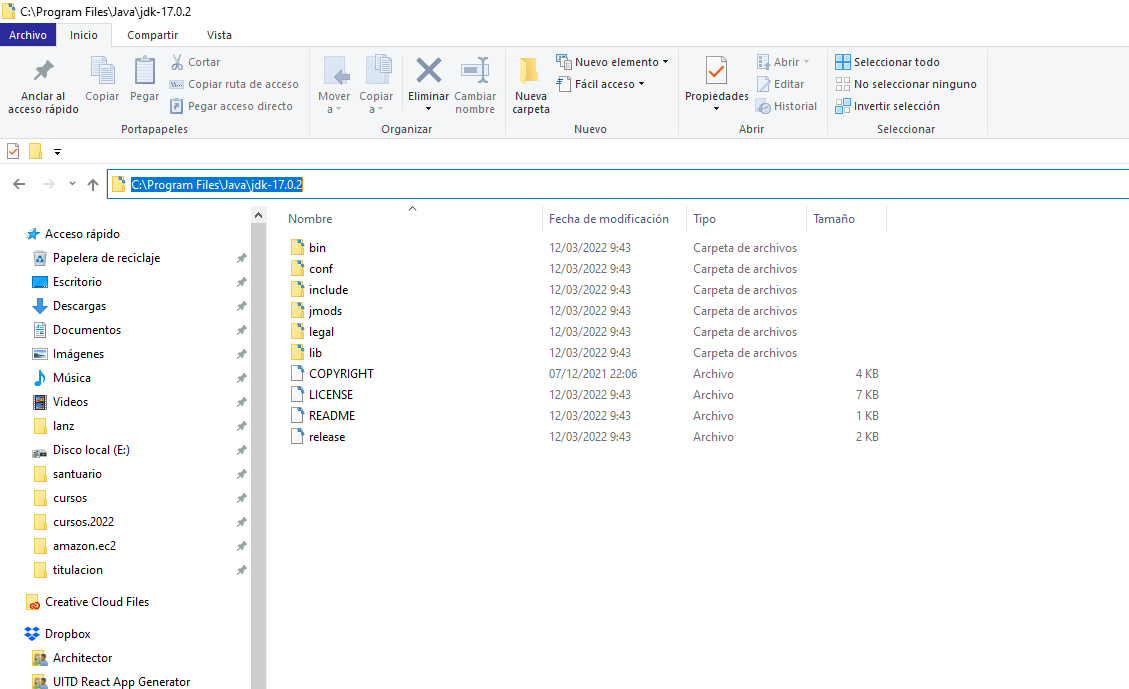 C:\Program Files\Java\jdk-17.0.2
Archivo Inicio Compartir Vista
Anclar al acceso rápido
Copiar
Pegar
Cortar
Copiar ruta de acceso
Pegar acceso directo
Portapapeles
Mover a
Copiar a
Eliminar
Cambiar nombre
Organizar
Nueva carpeta
Nuevo elemento
Fácil acceso
Nuevo
Propiedades
Abrir
Editar
Historial
Abrir
Seleccionar todo
No seleccionar ninguno
Invertir selección
Seleccionar
C:\Program Files\Java\jdk-17.0.2
Acceso rápido
Papelera de reciclaje
Escritorio
Descargas
Documentos
Imágenes
Música
Videos
lanz
Disco local (E:)
santuario
cursos
cursos.2022
amazon.ec2
titulacion
Creative Cloud Files
Dropbox
Architector
UITD React App Generator
Nombre Fecha de modificación Tipo Tamaño
bin 12/03/2022 9:43 Carpeta de archivos
conf 12/03/2022 9:43 Carpeta de archivos
include 12/03/2022 9:43 Carpeta de archivos
jmods 12/03/2022 9:43 Carpeta de archivos
legal 12/03/2022 9:43 Carpeta de archivos
lib 12/03/2022 9:43 Carpeta de archivos
COPYRIGHT 07/12/2021 22:06 Archivo 4 KB
LICENSE 12/03/2022 9:43 Archivo 7 KB
README 12/03/2022 9:43 Archivo 1 KB
release 12/03/2022 9:43 Archivo 2 KB